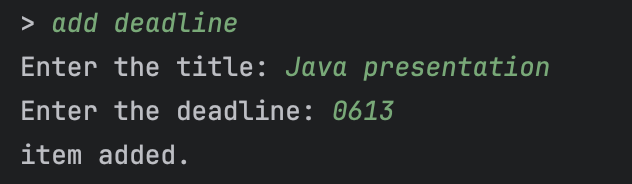 > add deadline
Enter the title: Java presentation
Enter the deadline: 0613
item added.